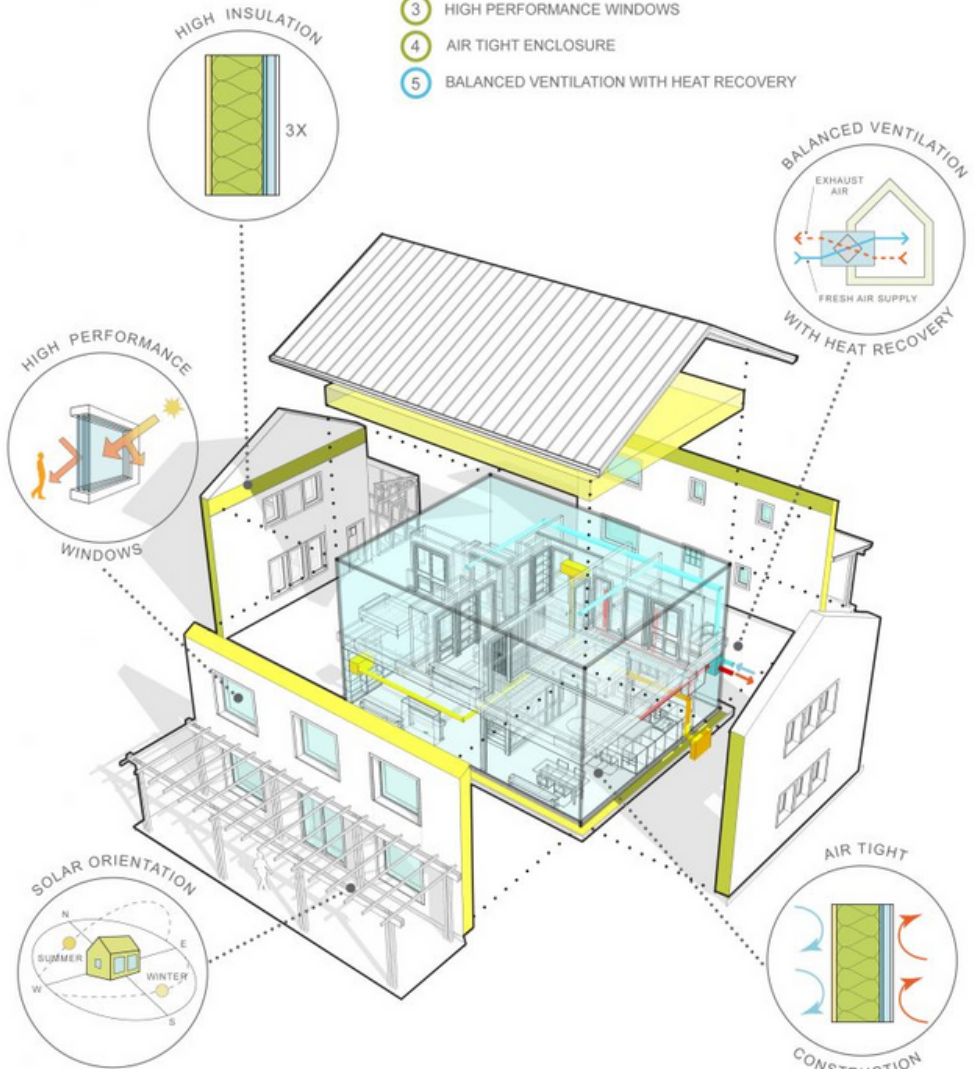 3 HIGH PERFORMANCE WINDOWS
4 AIR TIGHT ENCLOSURE
5 BALANCED VENTILATION WITH HEAT RECOVERY
HIGH INSULATION
3X
BALANCED VENTILATION
EXHAUST
AIR
FRESH AIR SUPPLY
WITH HEAT RECOVERY
HIGH PERFORMANCE
WINDOWS
SOLAR ORIENTATION
N
E
SUMMER
WINTER
W
S
AIR TIGHT
CONSTRUCTION